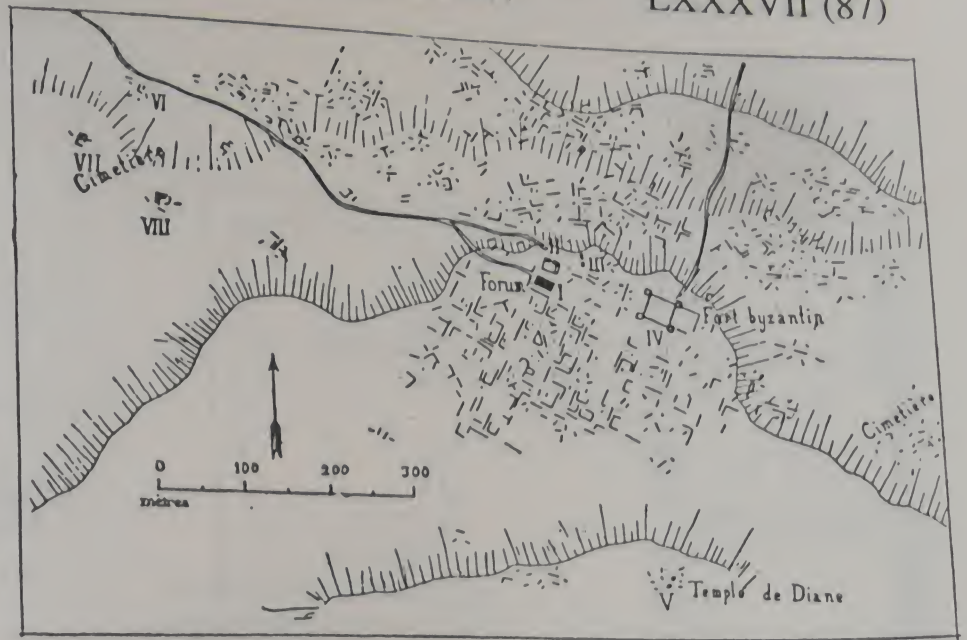 LXXXVII (87)
VI
VII
Cimetière
VIII
Forum
I
III
Fort byzantin
IV
Cimetière
0 100 200 300
mètres
V
Temple de Diane